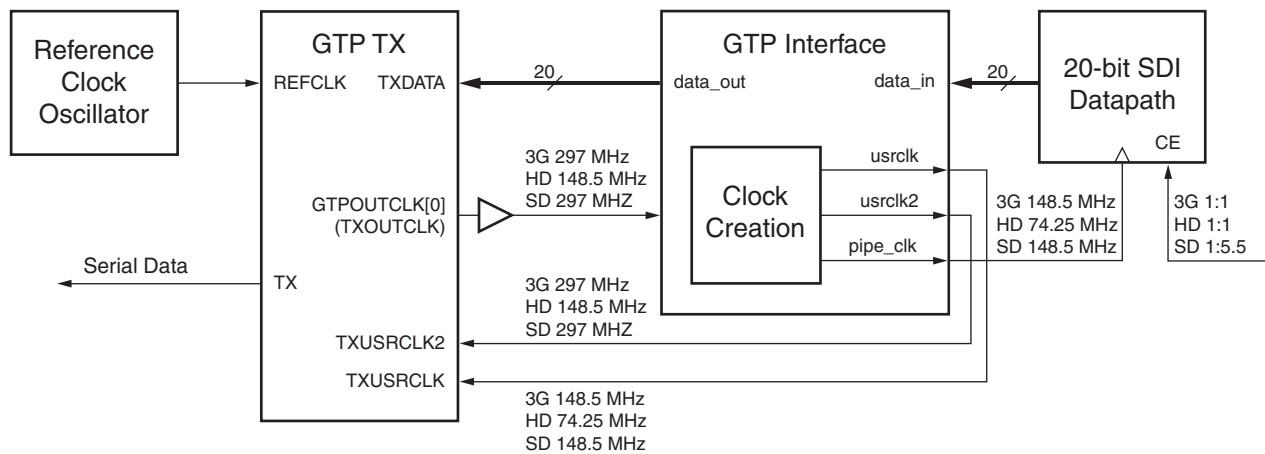 Reference
Clock
Oscillator
GTP TX
REFCLK
TXDATA
GTPOUTCLK[0]
(TXOUTCLK)
TX
TXUSRCLK2
TXUSRCLK
Serial Data
20
3G 297 MHz
HD 148.5 MHz
SD 297 MHZ
3G 297 MHz
HD 148.5 MHz
SD 297 MHZ
3G 148.5 MHz
HD 74.25 MHz
SD 148.5 MHz
GTP Interface
data_out
data_in
Clock
Creation
usrclk
usrclk2
pipe_clk
20
20-bit SDI
Datapath
CE
3G 148.5 MHz
HD 74.25 MHz
SD 148.5 MHz
3G 1:1
HD 1:1
SD 1:5.5